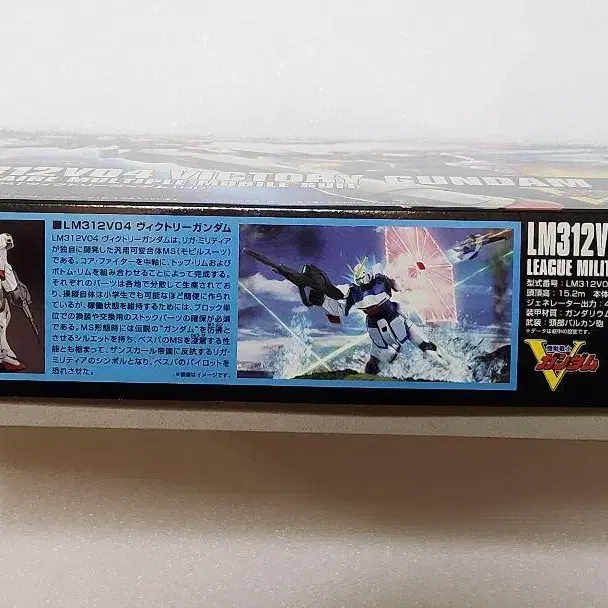 LM312V04 VICTORY GUNDAM
■LM312V04 ヴィクトリーガンダム
LM312V04 ヴィクトリーガンダムは、リガ・ミリティア
が独自に開発した汎用可変合体MS(モビルスーツ)
である。コア・ファイターを中軸に、トップ・リムおよび
ボトム・リムを組み合わせることによって完成する。
それぞれのパーツは各地で分散して生産されてお
り、操縦自体は小学生でも可能なほど簡便に作られ
ているが、稼働状態を維持するためには、ブロック単
位での換装や交換用のストックパーツの確保が必須
である。MS形態時には伝説の"ガンダム"を彷彿と
させるシルエットを持ち、ベスパのMSを凌駕する性
能とも相まって、ザンスカール帝国に反抗するリガ・
ミリティアのシンボルとなり、ベスパのパイロットを
恐れさせた。
※画像はイメージです。
LM312V
LEAGUE MILIT
型式番号：LM312V0
頭頂高：15.2m 本体
ジェネレーター出力：4
装甲材質：ガンダリウム
武装：頭部バルカン砲
※データは劇中の設定です。
機動戦士
Vガンダム